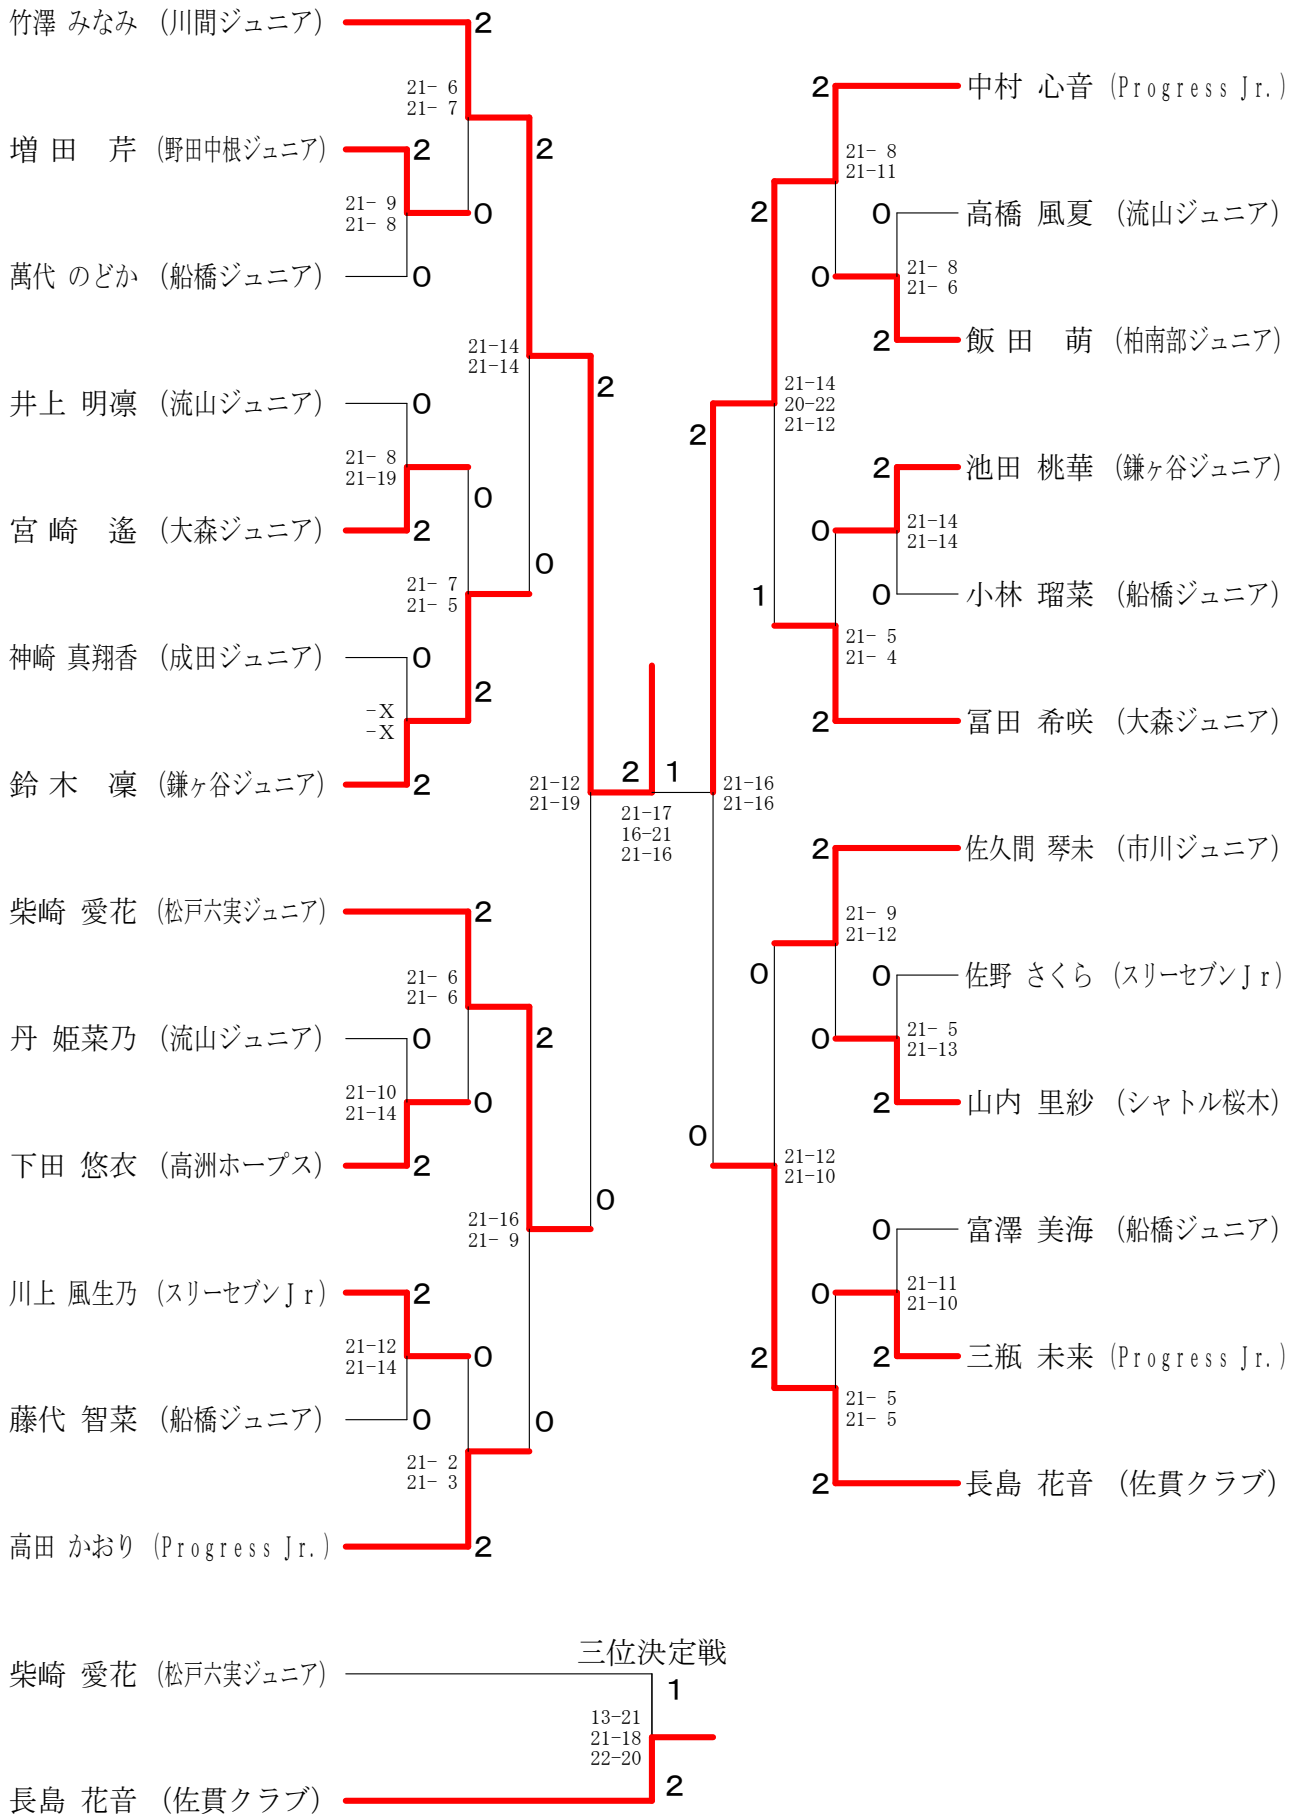 竹澤 みなみ (川間ジュニア) 2
21- 6
21- 7
2
増田 芹 (野田中根ジュニア) 2
21- 9
21- 8
0
萬代 のどか (船橋ジュニア) 0
21-14
21-14
2
井上 明凛 (流山ジュニア) 0
21- 8
21-19
0
宮崎 遙 (大森ジュニア) 2
21- 7
21- 5
0
神崎 真翔香 (成田ジュニア) 0
-X
-X
2
鈴木 凜 (鎌ヶ谷ジュニア) 2
21-12
21-19
柴崎 愛花 (松戸六実ジュニア) 2
21- 6
21- 6
2
丹 姫菜乃 (流山ジュニア) 0
21-10
21-14
0
下田 悠衣 (高洲ホープス) 2
21-16
21- 9
0
川上 風生乃 (スリーセブンJr) 2
21-12
21-14
0
藤代 智菜 (船橋ジュニア) 0
21- 2
21- 3
0
高田 かおり (Progress Jr.) 2
2 1
21-17
16-21
21-16
2 中村 心音 (Progress Jr.)
21- 8
21-11
2
0 高橋 風夏 (流山ジュニア)
21- 8
21- 6
0
2 飯田 萌 (柏南部ジュニア)
21-14
20-22
21-12
2
2 池田 桃華 (鎌ヶ谷ジュニア)
21-14
21-14
0
0 小林 瑠菜 (船橋ジュニア)
1
21- 5
21- 4
2 冨田 希咲 (大森ジュニア)
21-16
21-16
2 佐久間 琴未 (市川ジュニア)
21- 9
21-12
0
0 佐野 さくら (スリーセブンJr)
21- 5
21-13
0
2 山内 里紗 (シャトル桜木)
0
21-12
21-10
0 富澤 美海 (船橋ジュニア)
21-11
21-10
0
2 三瓶 未来 (Progress Jr.)
2
21- 5
21- 5
2 長島 花音 (佐貫クラブ)
三位決定戦
柴崎 愛花 (松戸六実ジュニア) 1
13-21
21-18
22-20
長島 花音 (佐貫クラブ) 2